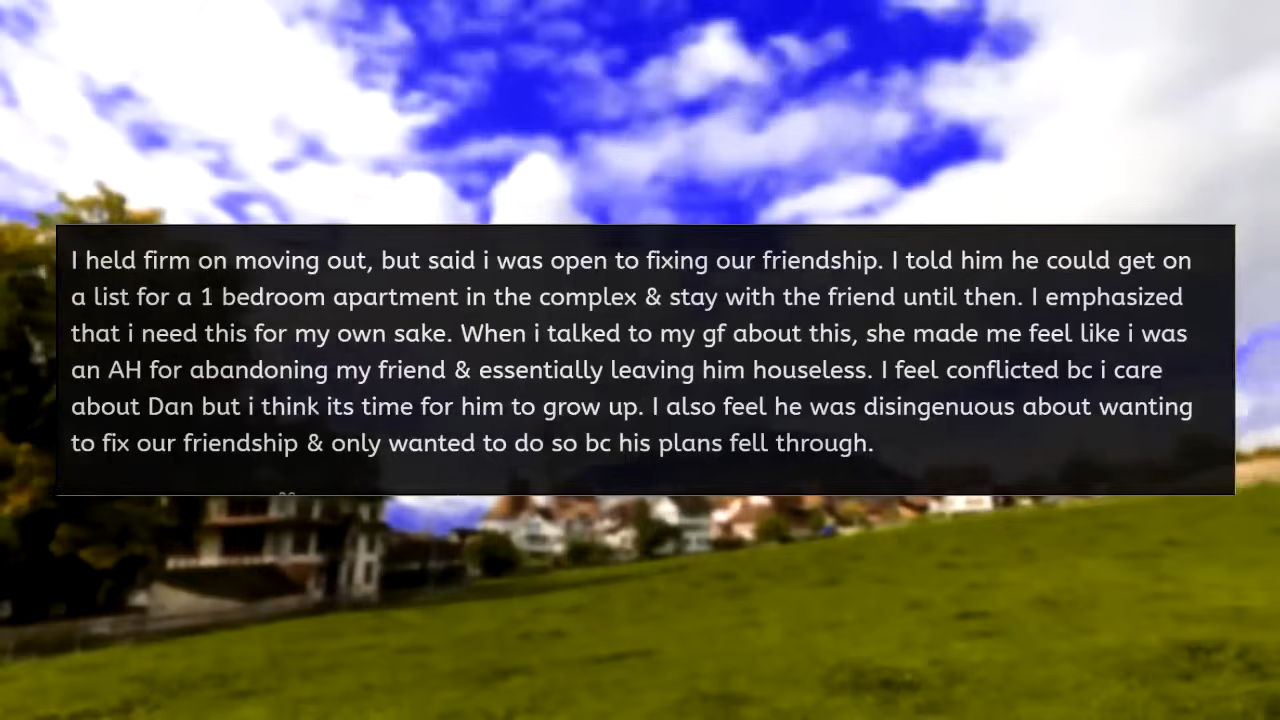 I held firm on moving out, but said i was open to fixing our friendship. I told him he could get on
a list for a 1 bedroom apartment in the complex & stay with the friend until then. I emphasized
that i need this for my own sake. When i talked to my gf about this, she made me feel like i was
an AH for abandoning my friend & essentially leaving him houseless. I feel conflicted bc i care
about Dan but i think its time for him to grow up. I also feel he was disingenuous about wanting
to fix our friendship & only wanted to do so bc his plans fell through.